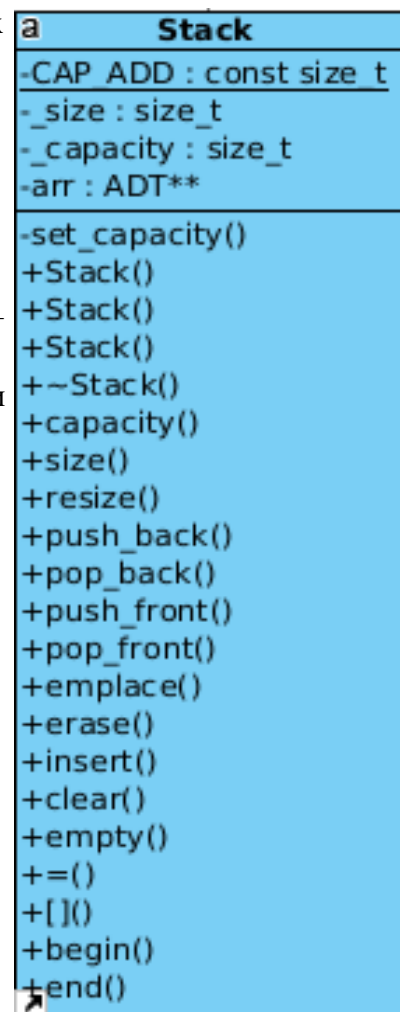 a
Stack
-CAP_ADD : const size_t
-_size : size_t
-_capacity : size_t
-arr : ADT**
-set_capacity()
+Stack()
+Stack()
+Stack()
+~Stack()
+capacity()
+size()
+resize()
+push_back()
+pop_back()
+push_front()
+pop_front()
+emplace()
+erase()
+insert()
+clear()
+empty()
+=()
+[]()
+begin()
+end()